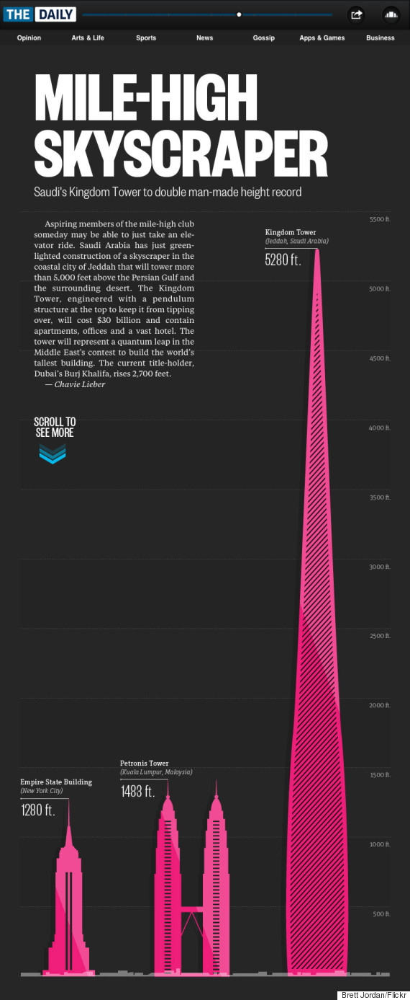 THE DAILY
Opinion Arts & Life Sports News Gossip Apps & Games Business
MILE-HIGH
SKYSCRAPER
Saudi's Kingdom Tower to double man-made height record
Aspiring members of the mile-high club
someday may be able to just take an ele-
vator ride. Saudi Arabia has just green-
lighted construction of a skyscraper in the
coastal city of Jeddah that will tower more
than 5,000 feet above the Persian Gulf and
the surrounding desert. The Kingdom
Tower, engineered with a pendulum
structure at the top to keep it from tipping
over, will cost $30 billion and contain
apartments, offices and a vast hotel. The
tower will represent a quantum leap in the
Middle East's contest to build the world's
tallest building. The current title-holder,
Dubai's Burj Khalifa, rises 2,700 feet.
— Chavie Lieber
SCROLL TO
SEE MORE
5500 ft.
Kingdom Tower
(Jeddah, Saudi Arabia)
5280 ft.
5000 ft.
4500 ft.
4000 ft.
3500 ft.
3000 ft.
2500 ft.
2000 ft.
1500 ft.
1000 ft.
500 ft.
Petronis Tower
(Kuala Lumpur, Malaysia)
1483 ft.
Empire State Building
(New York City)
1280 ft.
Brett Jordan/Flickr